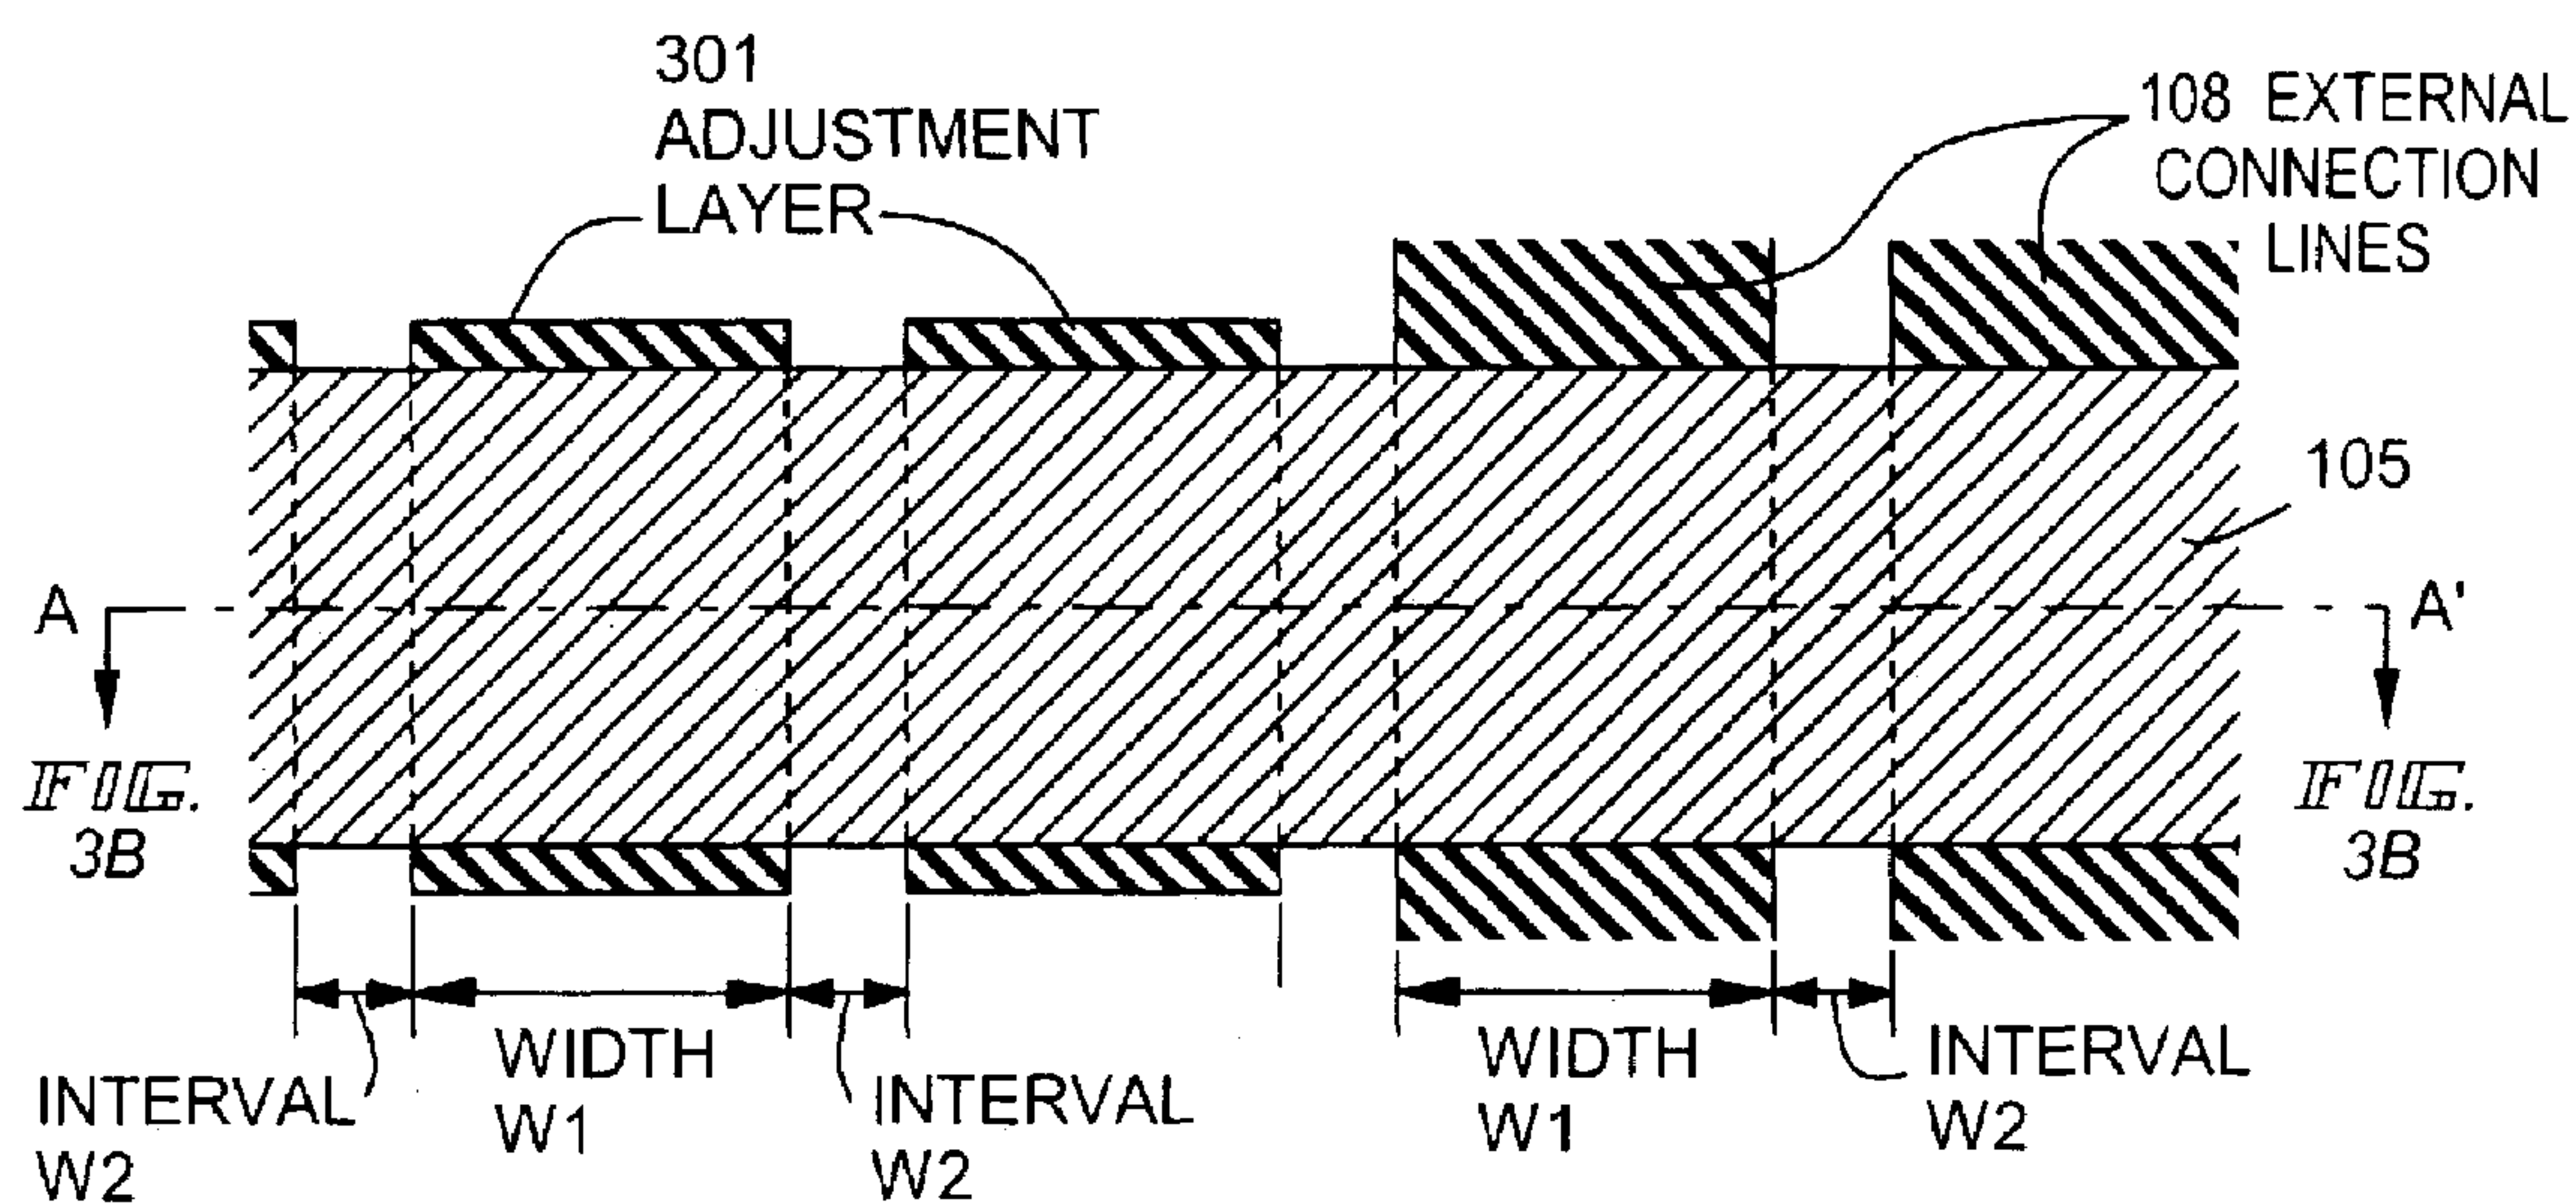 301
ADJUSTMENT
LAYER
108 EXTERNAL
CONNECTION
LINES
105
A
A'
FIG.
3B
FIG.
3B
INTERVAL
W2
WIDTH
W1
INTERVAL
W2
WIDTH
W1
INTERVAL
W2